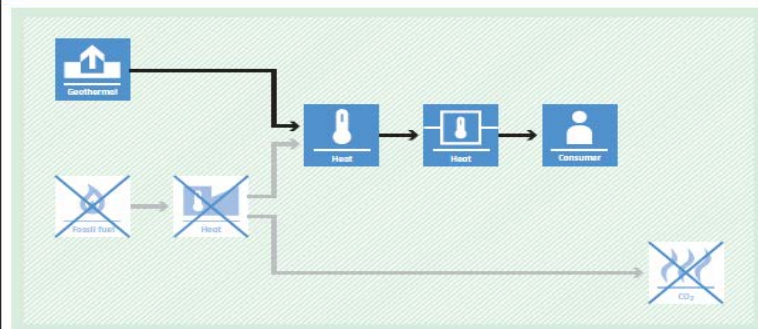 Geothermal
Heat
Heat
Consumer
Fossil fuel
Heat
CO₂